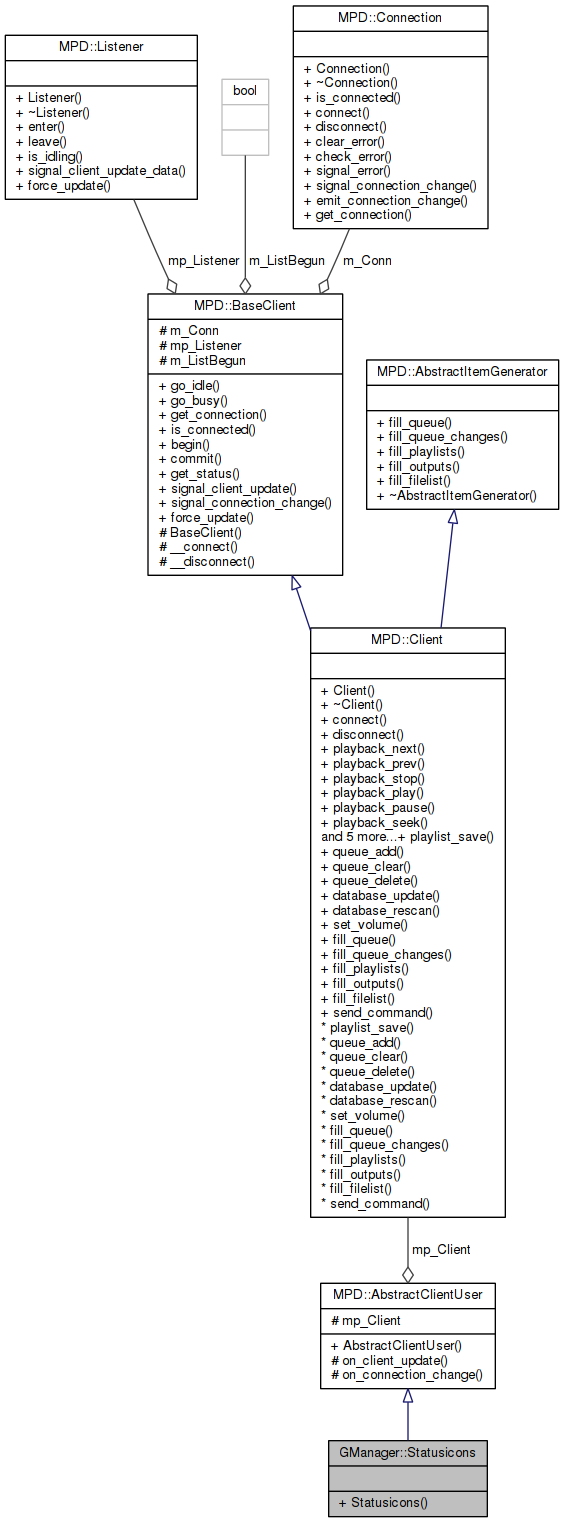 MPD::Listener
+ Listener()
+ ~Listener()
+ enter()
+ leave()
+ is_idling()
+ signal_client_update_data()
+ force_update()
bool
MPD::Connection
+ Connection()
+ ~Connection()
+ is_connected()
+ connect()
+ disconnect()
+ clear_error()
+ check_error()
+ signal_error()
+ signal_connection_change()
+ emit_connection_change()
+ get_connection()
mp_Listener
m_ListBegun
m_Conn
MPD::BaseClient
# m_Conn
# mp_Listener
# m_ListBegun
+ go_idle()
+ go_busy()
+ get_connection()
+ is_connected()
+ begin()
+ commit()
+ get_status()
+ signal_client_update()
+ signal_connection_change()
+ force_update()
# BaseClient()
# __connect()
# __disconnect()
MPD::AbstractItemGenerator
+ fill_queue()
+ fill_queue_changes()
+ fill_playlists()
+ fill_outputs()
+ fill_filelist()
+ ~AbstractItemGenerator()
MPD::Client
+ Client()
+ ~Client()
+ connect()
+ disconnect()
+ playback_next()
+ playback_prev()
+ playback_stop()
+ playback_play()
+ playback_pause()
+ playback_seek()
and 5 more...+ playlist_save()
+ queue_add()
+ queue_clear()
+ queue_delete()
+ database_update()
+ database_rescan()
+ set_volume()
+ fill_queue()
+ fill_queue_changes()
+ fill_playlists()
+ fill_outputs()
+ fill_filelist()
+ send_command()
* playlist_save()
* queue_add()
* queue_clear()
* queue_delete()
* database_update()
* database_rescan()
* set_volume()
* fill_queue()
* fill_queue_changes()
* fill_playlists()
* fill_outputs()
* fill_filelist()
* send_command()
mp_Client
MPD::AbstractClientUser
# mp_Client
+ AbstractClientUser()
# on_client_update()
# on_connection_change()
GManager::Statusicons
+ Statusicons()